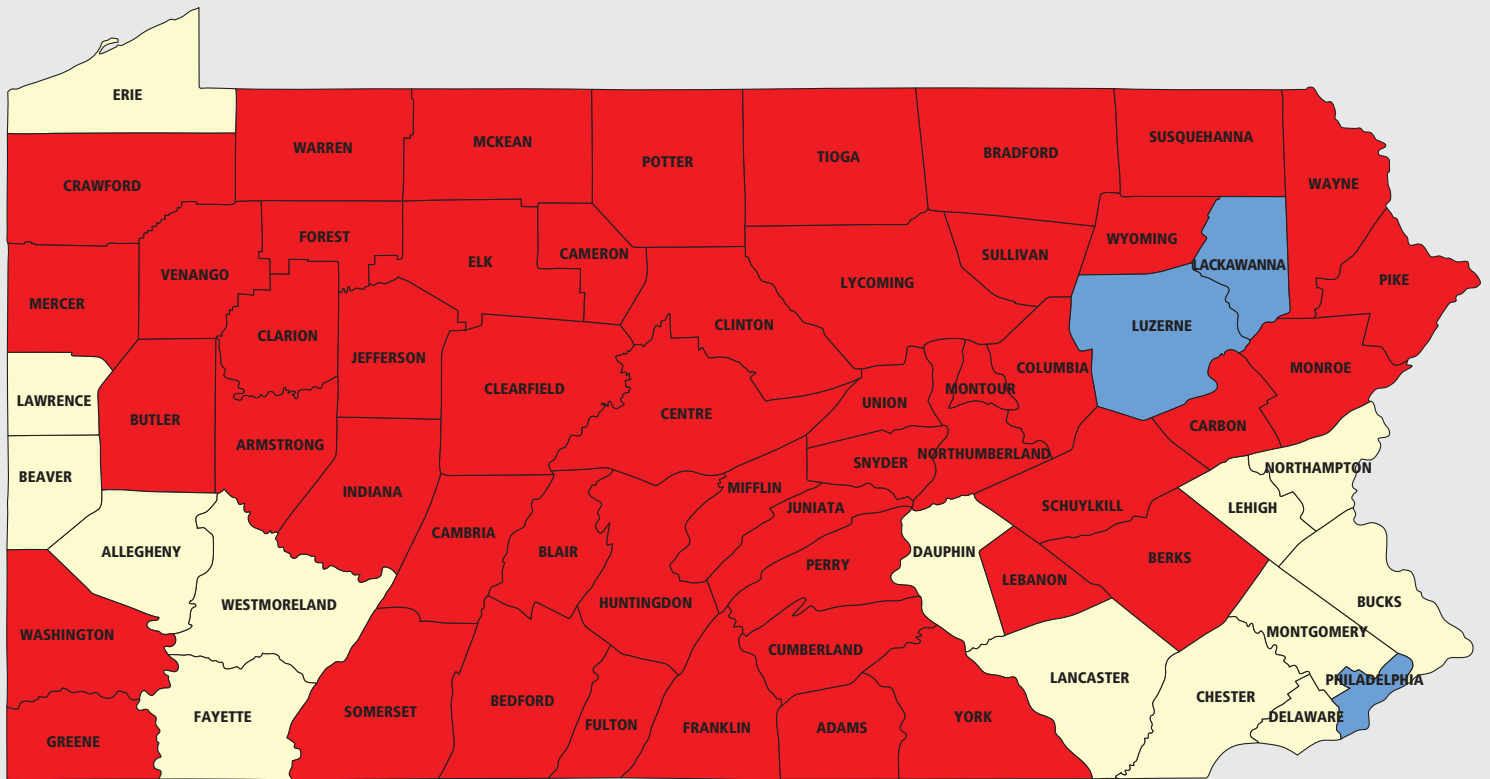 ERIE
WARREN
MCKEAN
POTTER
TIOGA
BRADFORD
SUSQUEHANNA
WAYNE
CRAWFORD
FOREST
VENANGO
ELK
CAMERON
LYCOMING
SULLIVAN
WYOMING
LACKAWANNA
PIKE
MERCER
CLARION
JEFFERSON
CLINTON
LUZERNE
COLUMBIA
MONROE
LAWRENCE
BUTLER
CLEARFIELD
CENTRE
UNION
MONTOUR
CARBON
ARMSTRONG
BEAVER
INDIANA
SNYDER
NORTHUMBERLAND
NORTHAMPTON
MIFFLIN
JUNIATA
SCHUYLKILL
LEHIGH
ALLEGHENY
CAMBRIA
BLAIR
PERRY
DAUPHIN
LEBANON
BERKS
WESTMORELAND
HUNTINGDON
BUCKS
WASHINGTON
CUMBERLAND
MONTGOMERY
LANCASTER
PHILADELPHIA
CHESTER
FAYETTE
SOMERSET
BEDFORD
FULTON
FRANKLIN
ADAMS
YORK
DELAWARE
GREENE